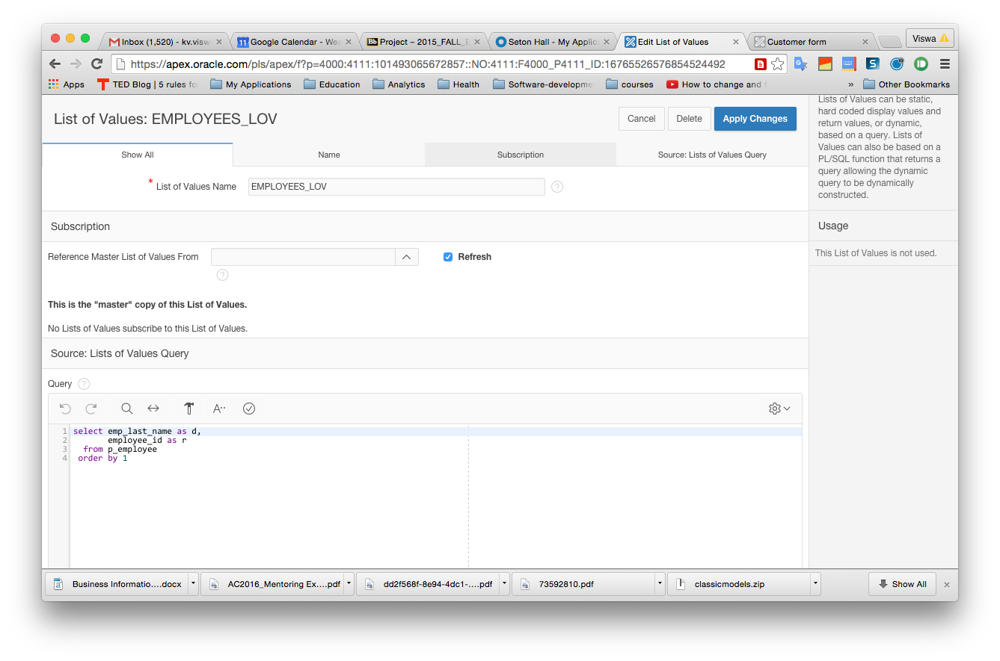 Inbox (1,520) - kv.visw
Google Calendar - Wee
Project – 2015_FALL_E
Seton Hall - My Applic
Edit List of Values
Customer form
Viswa
https://apex.oracle.com/pls/apex/f?p=4000:4111:101493065672857::NO:4111:F4000_P4111_ID:16765526576854524492
Apps
TED Blog | 5 rules fo
My Applications
Education
Analytics
Health
Software-developme
courses
How to change and
»
Other Bookmarks
List of Values: EMPLOYEES_LOV
Cancel
Delete
Apply Changes
Show All
Name
Subscription
Source: Lists of Values Query
* List of Values Name
EMPLOYEES_LOV
?
Subscription
Reference Master List of Values From
Refresh
?
This is the "master" copy of this List of Values.
No Lists of Values subscribe to this List of Values.
Source: Lists of Values Query
Query ?
1 select emp_last_name as d,
2 employee_id as r
3 from p_employee
4 order by 1
Lists of Values can be static,
hard coded display values and
return values, or dynamic,
based on a query. Lists of
Values can also be based on a
PL/SQL function that returns a
query allowing the dynamic
query to be dynamically
constructed.
Usage
This List of Values is not used.
Business Informatio....docx
AC2016_Mentoring Ex....pdf
dd2f568f-8e94-4dc1-....pdf
73592810.pdf
classicmodels.zip
Show All